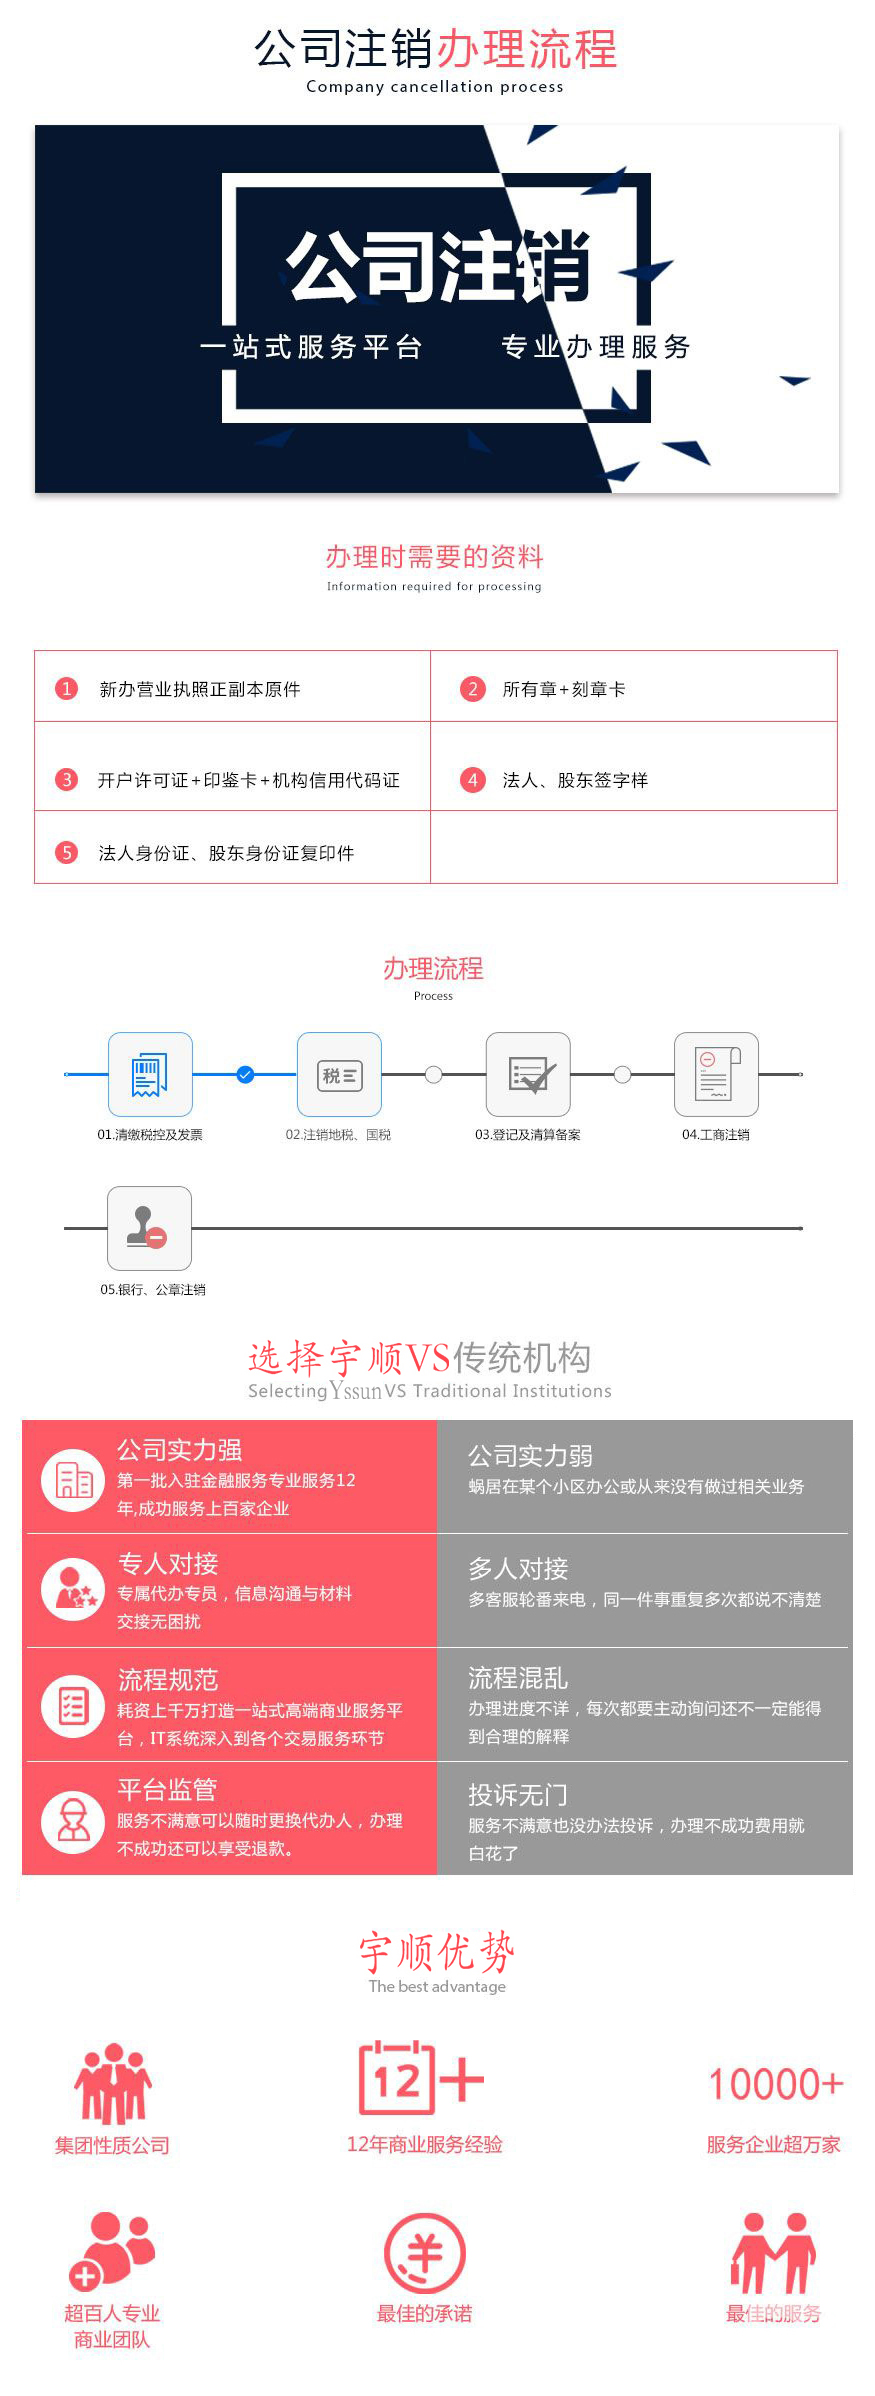 公司注销办理流程
Company cancellation process
公司注销
一站式服务平台 专业办理服务
办理时需要的资料
Information required for processing
1 新办营业执照正副本原件
2 所有章+刻章卡
3 开户许可证+印鉴卡+机构信用代码证
4 法人、股东签字样
5 法人身份证、股东身份证复印件
办理流程
Process
税
01.清缴税控及发票
02.注销地税、国税
03.登记及清算备案
04.工商注销
05.银行、公章注销
选择宇顺VS传统机构
Selecting Yssun VS Traditional Institutions
公司实力强
第一批入驻金融服务专业服务12
年,成功服务上百家企业
公司实力弱
蜗居在某个小区办公或从来没有做过相关业务
专人对接
专属代办专员，信息沟通与材料
交接无困扰
多人对接
多客服轮番来电，同一件事重复多次都说不清楚
流程规范
耗资上千万打造一站式高端商业服务平
台，IT系统深入到各个交易服务环节
流程混乱
办理进度不详，每次都要主动询问还不一定能得
到合理的解释
平台监管
服务不满意可以随时更换代办人，办理
不成功还可以享受退款。
投诉无门
服务不满意也没办法投诉，办理不成功费用就
白花了
宇顺优势
The best advantage
集团性质公司
12+
12年商业服务经验
10000+
服务企业超万家
超百人专业
商业团队
最佳的承诺
最佳的服务